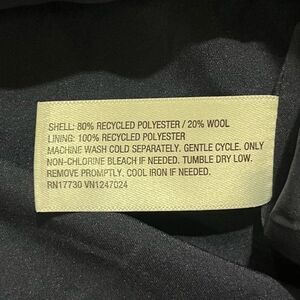 SHELL: 80% RECYCLED POLYESTER / 20% WOOL
LINING: 100% RECYCLED POLYESTER
MACHINE WASH COLD SEPARATELY. GENTLE CYCLE. ONLY
NON-CHLORINE BLEACH IF NEEDED. TUMBLE DRY LOW.
REMOVE PROMPTLY. COOL IRON IF NEEDED.
RN17730 VN1247024